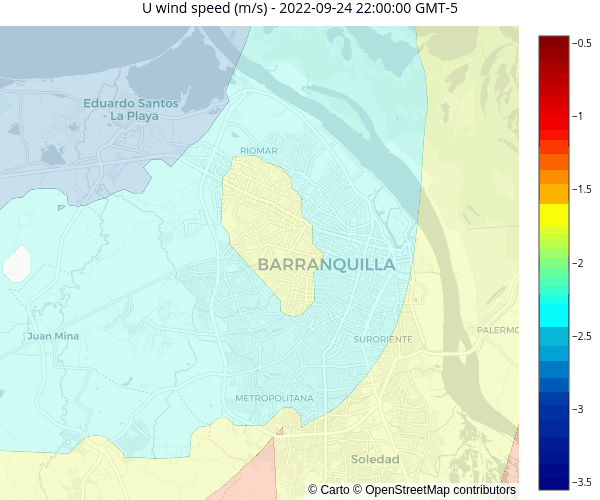 U wind speed (m/s) - 2022-09-24 22:00:00 GMT-5
−0.5
−1
−1.5
−2
−2.5
−3
−3.5
Eduardo Santos
- La Playa
RIOMAR
BARRANQUILLA
Juan Mina
SURORIENTE
PALERMO
METROPOLITANA
Soledad
© Carto © OpenStreetMap contributors